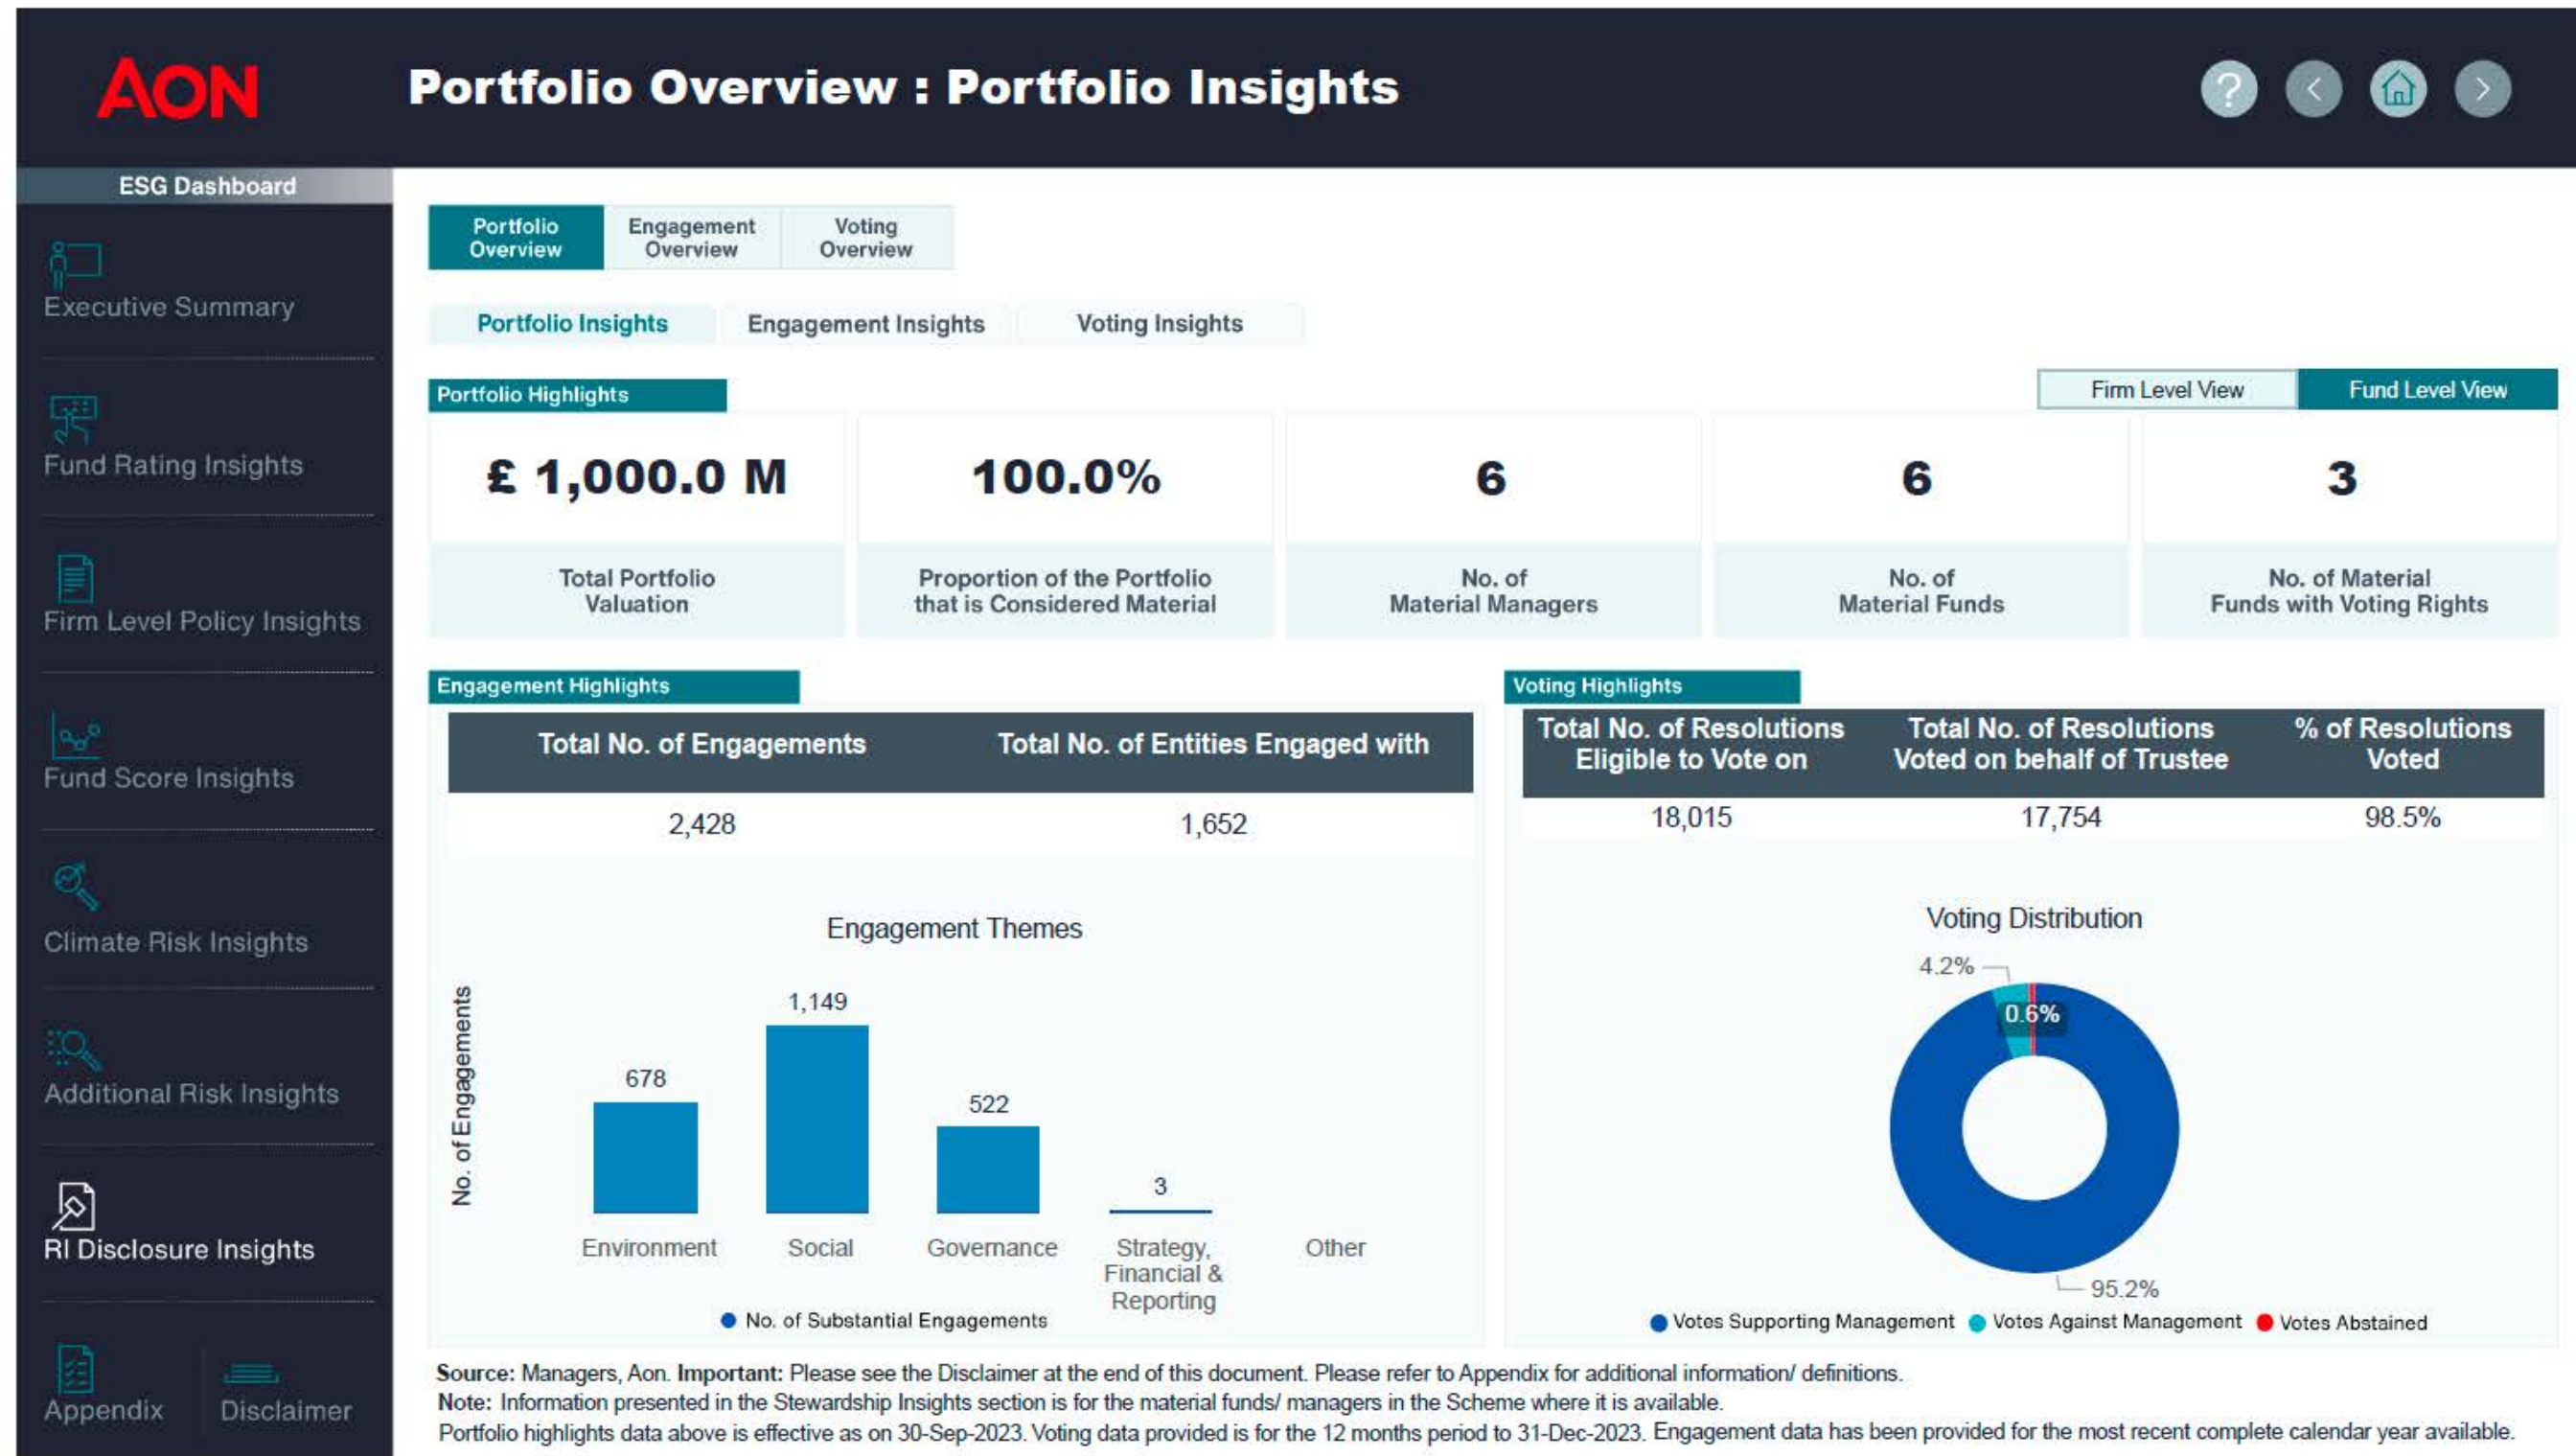 AON
Portfolio Overview : Portfolio Insights
?
ESG Dashboard
Executive Summary
Fund Rating Insights
Firm Level Policy Insights
Fund Score Insights
Climate Risk Insights
Additional Risk Insights
RI Disclosure Insights
Appendix
Disclaimer
Portfolio
Overview
Engagement
Overview
Voting
Overview
Portfolio Insights
Engagement Insights
Voting Insights
Portfolio Highlights
Firm Level View
Fund Level View
£ 1,000.0 M
Total Portfolio
Valuation
100.0%
Proportion of the Portfolio
that is Considered Material
6
No. of
Material Managers
6
No. of
Material Funds
3
No. of Material
Funds with Voting Rights
Engagement Highlights
Total No. of Engagements
Total No. of Entities Engaged with
2,428
1,652
Engagement Themes
No. of Engagements
678
1,149
522
3
Environment
Social
Governance
Strategy,
Financial &
Reporting
Other
No. of Substantial Engagements
Voting Highlights
Total No. of Resolutions
Eligible to Vote on
Total No. of Resolutions
Voted on behalf of Trustee
% of Resolutions
Voted
18,015
17,754
98.5%
Voting Distribution
4.2%
0.6%
95.2%
Votes Supporting Management
Votes Against Management
Votes Abstained
Source: Managers, Aon. Important: Please see the Disclaimer at the end of this document. Please refer to Appendix for additional information/ definitions.
Note: Information presented in the Stewardship Insights section is for the material funds/ managers in the Scheme where it is available.
Portfolio highlights data above is effective as on 30-Sep-2023. Voting data provided is for the 12 months period to 31-Dec-2023. Engagement data has been provided for the most recent complete calendar year available.